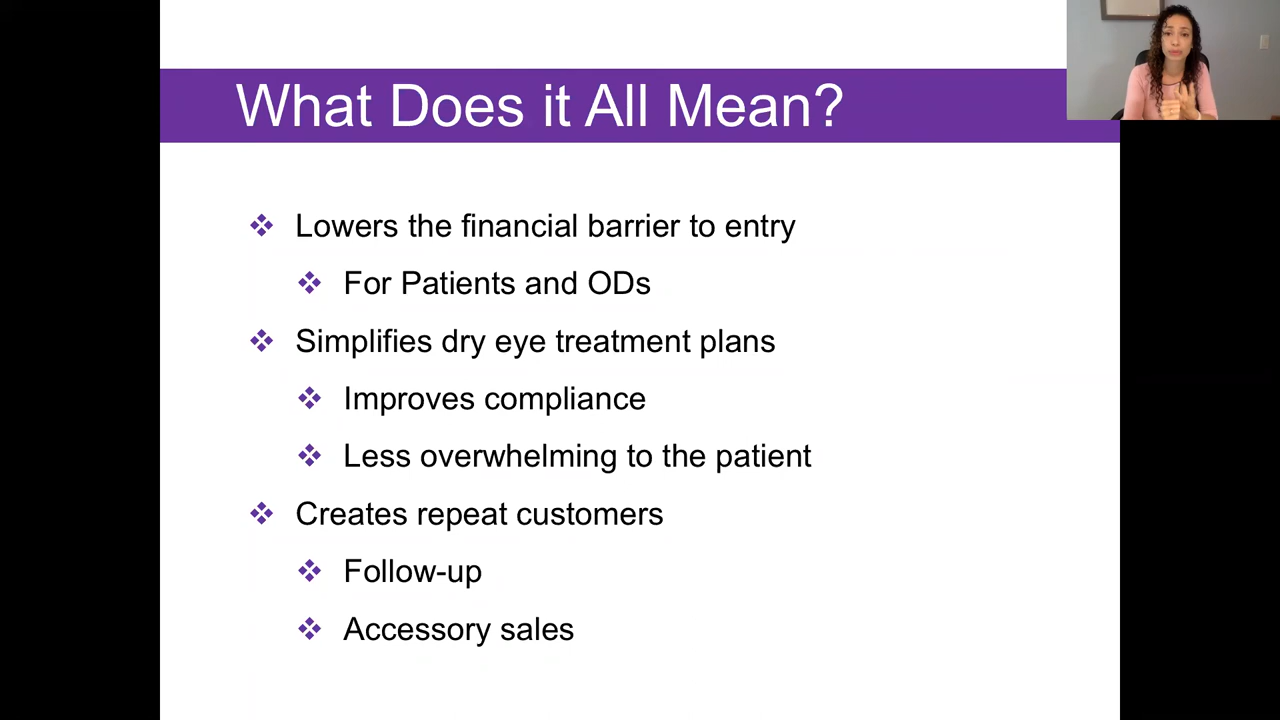 What Does it All Mean?
Lowers the financial barrier to entry
For Patients and ODs
Simplifies dry eye treatment plans
Improves compliance
Less overwhelming to the patient
Creates repeat customers
Follow-up
Accessory sales